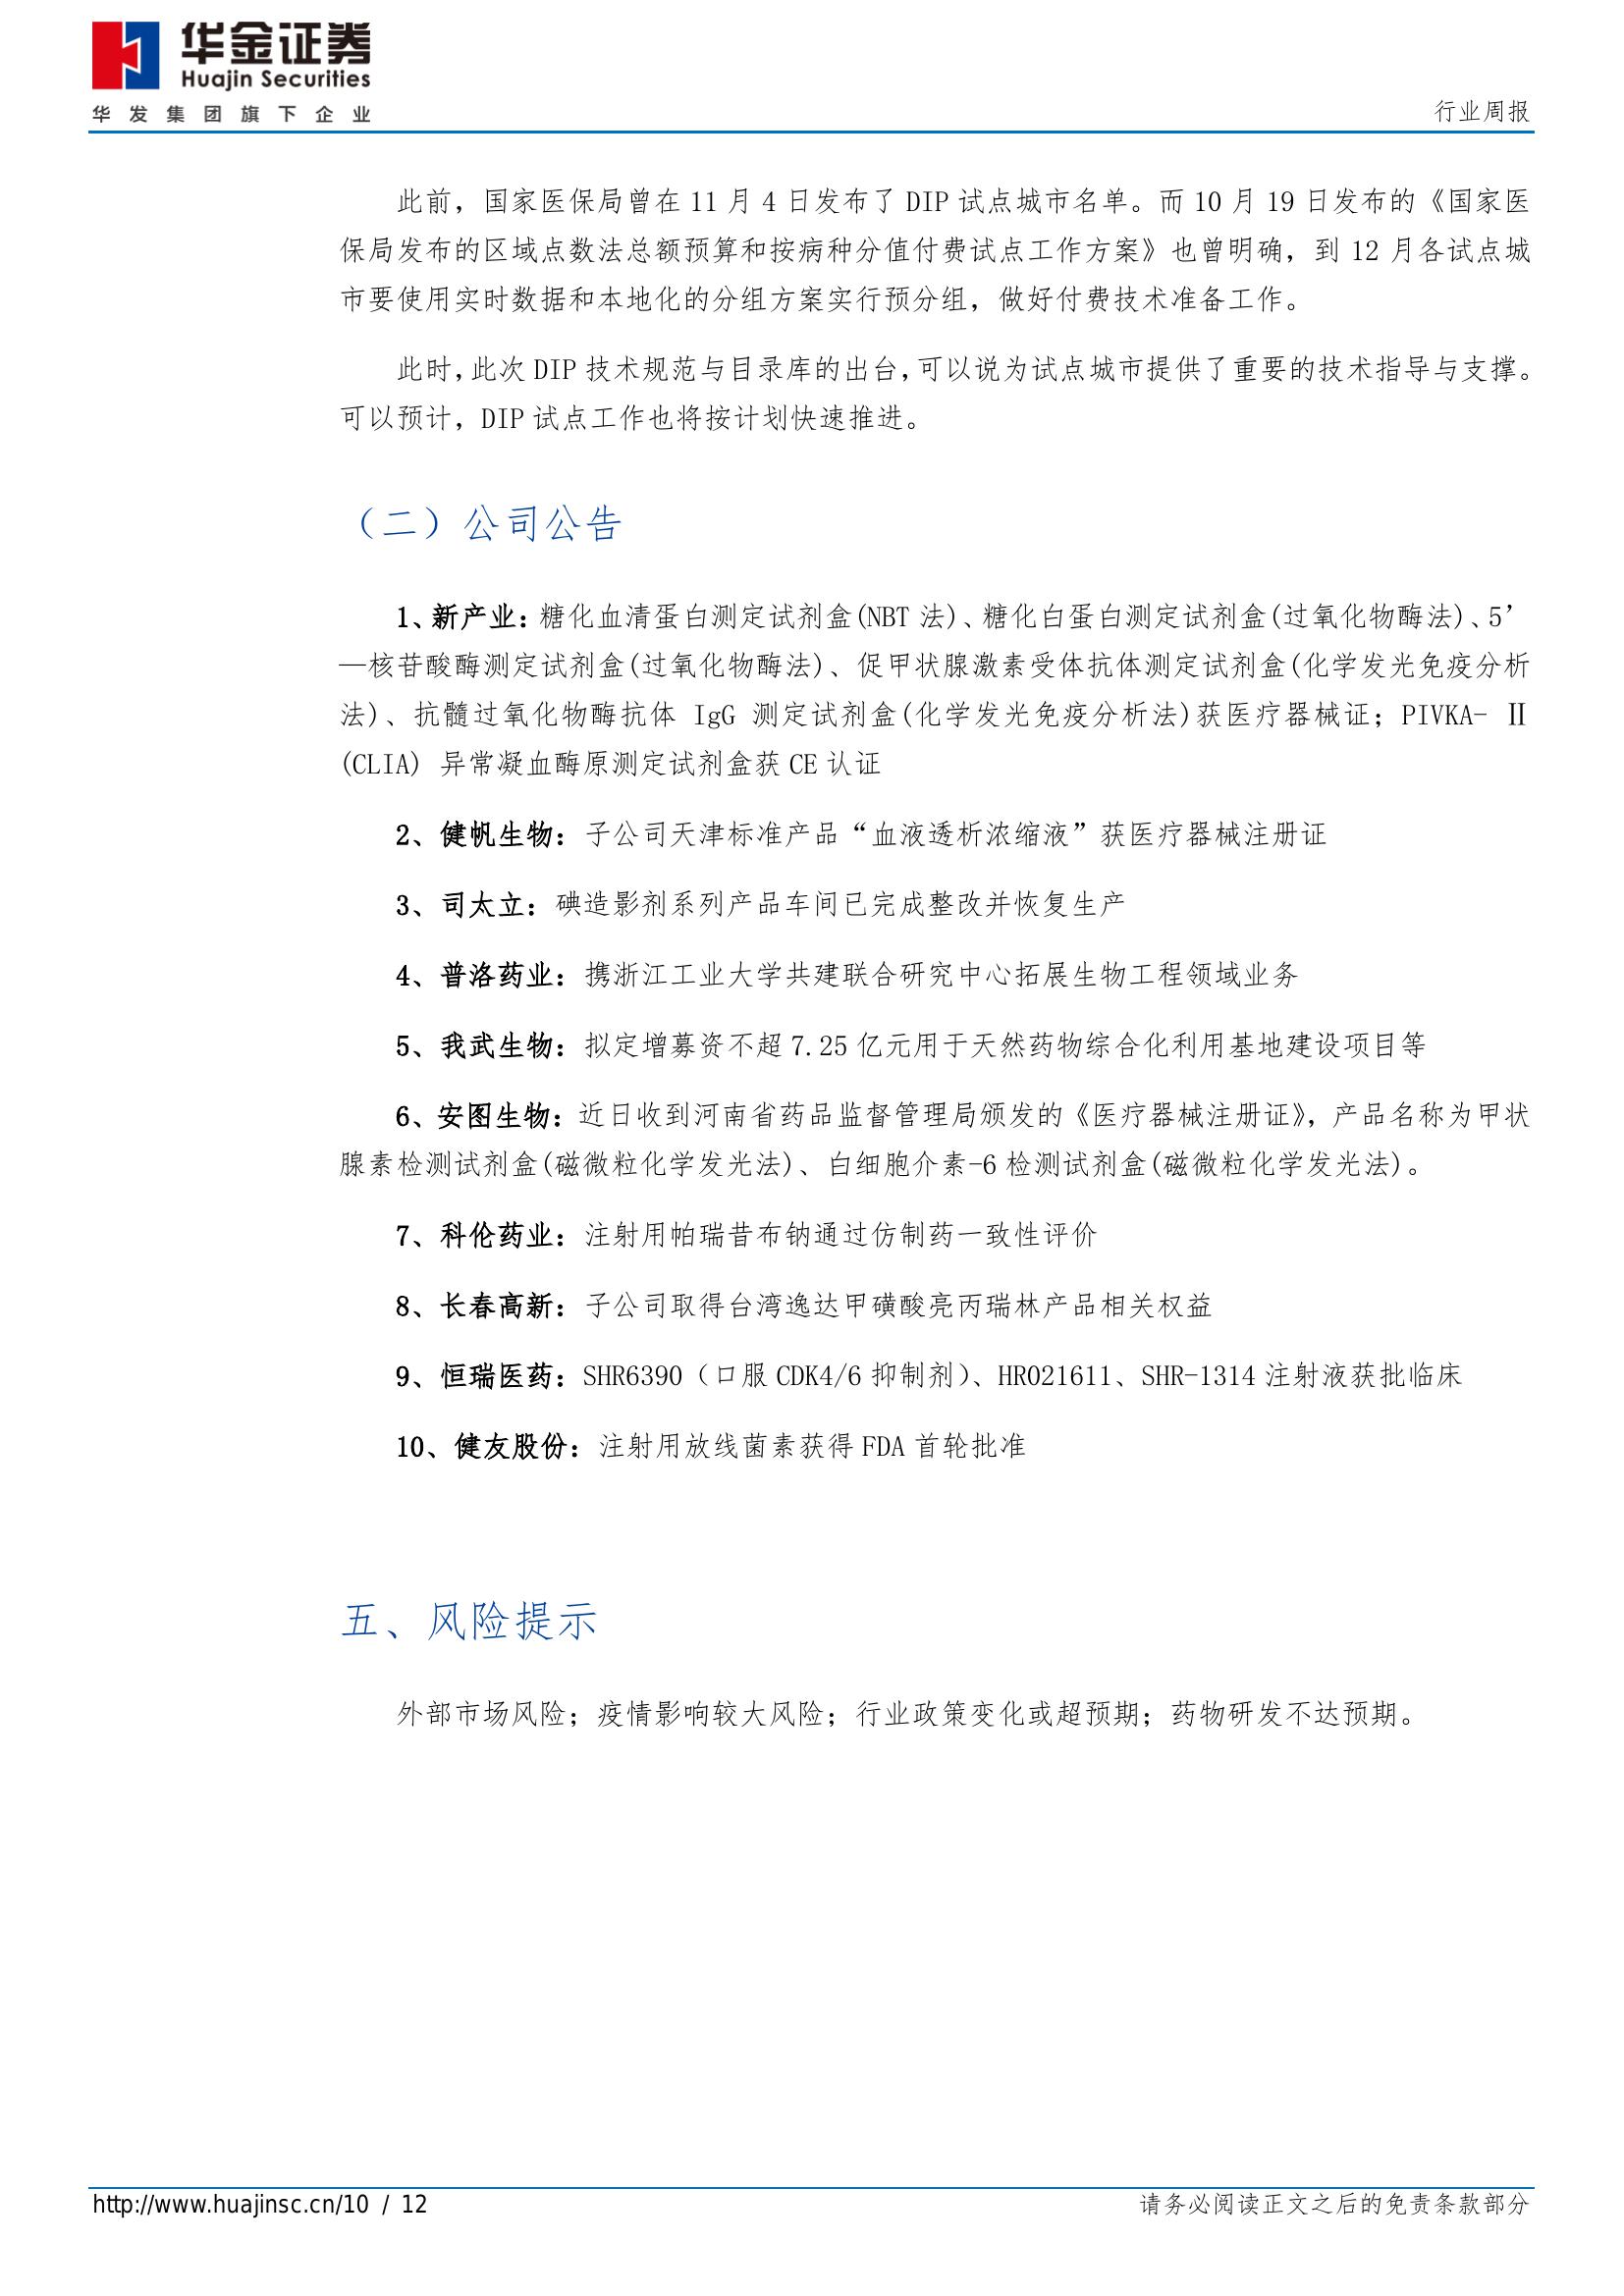 华金证券
Huajin Securities
华发集团旗下企业
行业周报
此前，国家医保局曾在 11 月 4 日发布了 DIP 试点城市名单。而 10 月 19 日发布的《国家医
保局发布的区域点数法总额预算和按病种分值付费试点工作方案》也曾明确，到 12 月各试点城
市要使用实时数据和本地化的分组方案实行预分组，做好付费技术准备工作。
此时，此次 DIP 技术规范与目录库的出台，可以说为试点城市提供了重要的技术指导与支撑。
可以预计，DIP 试点工作也将按计划快速推进。
（二）公司公告
1、新产业：糖化血清蛋白测定试剂盒(NBT 法)、糖化白蛋白测定试剂盒(过氧化物酶法)、5’
—核苷酸酶测定试剂盒(过氧化物酶法)、促甲状腺激素受体抗体测定试剂盒(化学发光免疫分析
法)、抗髓过氧化物酶抗体 IgG 测定试剂盒(化学发光免疫分析法)获医疗器械证；PIVKA- Ⅱ
(CLIA) 异常凝血酶原测定试剂盒获 CE 认证
2、健帆生物：子公司天津标准产品“血液透析浓缩液”获医疗器械注册证
3、司太立：碘造影剂系列产品车间已完成整改并恢复生产
4、普洛药业：携浙江工业大学共建联合研究中心拓展生物工程领域业务
5、我武生物：拟定增募资不超 7.25 亿元用于天然药物综合化利用基地建设项目等
6、安图生物：近日收到河南省药品监督管理局颁发的《医疗器械注册证》，产品名称为甲状
腺素检测试剂盒(磁微粒化学发光法)、白细胞介素-6 检测试剂盒(磁微粒化学发光法)。
7、科伦药业：注射用帕瑞昔布钠通过仿制药一致性评价
8、长春高新：子公司取得台湾逸达甲磺酸亮丙瑞林产品相关权益
9、恒瑞医药：SHR6390（口服 CDK4/6 抑制剂）、HR021611、SHR-1314 注射液获批临床
10、健友股份：注射用放线菌素获得 FDA 首轮批准
五、风险提示
外部市场风险；疫情影响较大风险；行业政策变化或超预期；药物研发不达预期。
http://www.huajinsc.cn/10 / 12
请务必阅读正文之后的免责条款部分